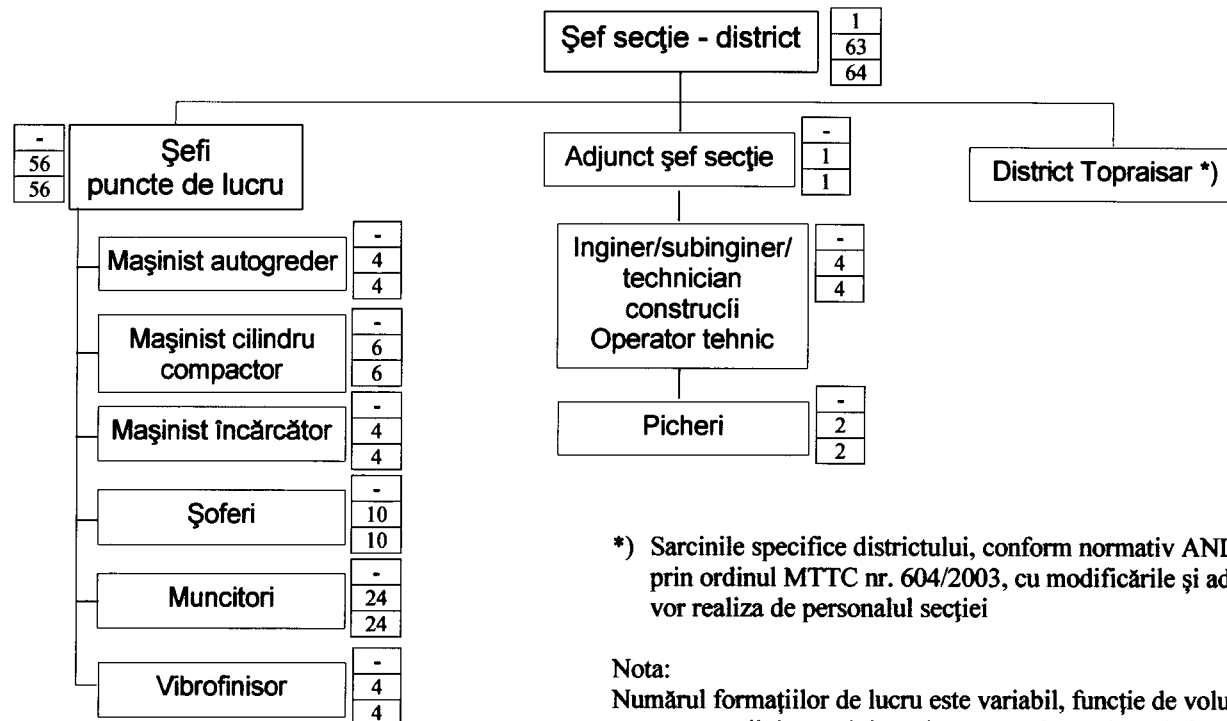 Şef secţie - district
1
63
64
-
56
56
Şefi
puncte de lucru
Adjunct şef secţie
-
1
1
District Topraisar *)
Maşinist autogreder
-
4
4
Inginer/subinginer/
technician
construcíi
Operator tehnic
-
4
4
Maşinist cilindru
compactor
-
6
6
Maşinist încărcător
-
4
4
Picheri
-
2
2
Şoferi
-
10
10
Muncitori
-
24
24
Vibrofinisor
-
4
4
*) Sarcinile specifice districtului, conform normativ
prin ordinul MTTC nr. 604/2003, cu modificările şi
vor realiza de personalul secţiei
Nota:
Numărul formaţiilor de lucru este variabil, funcţie de